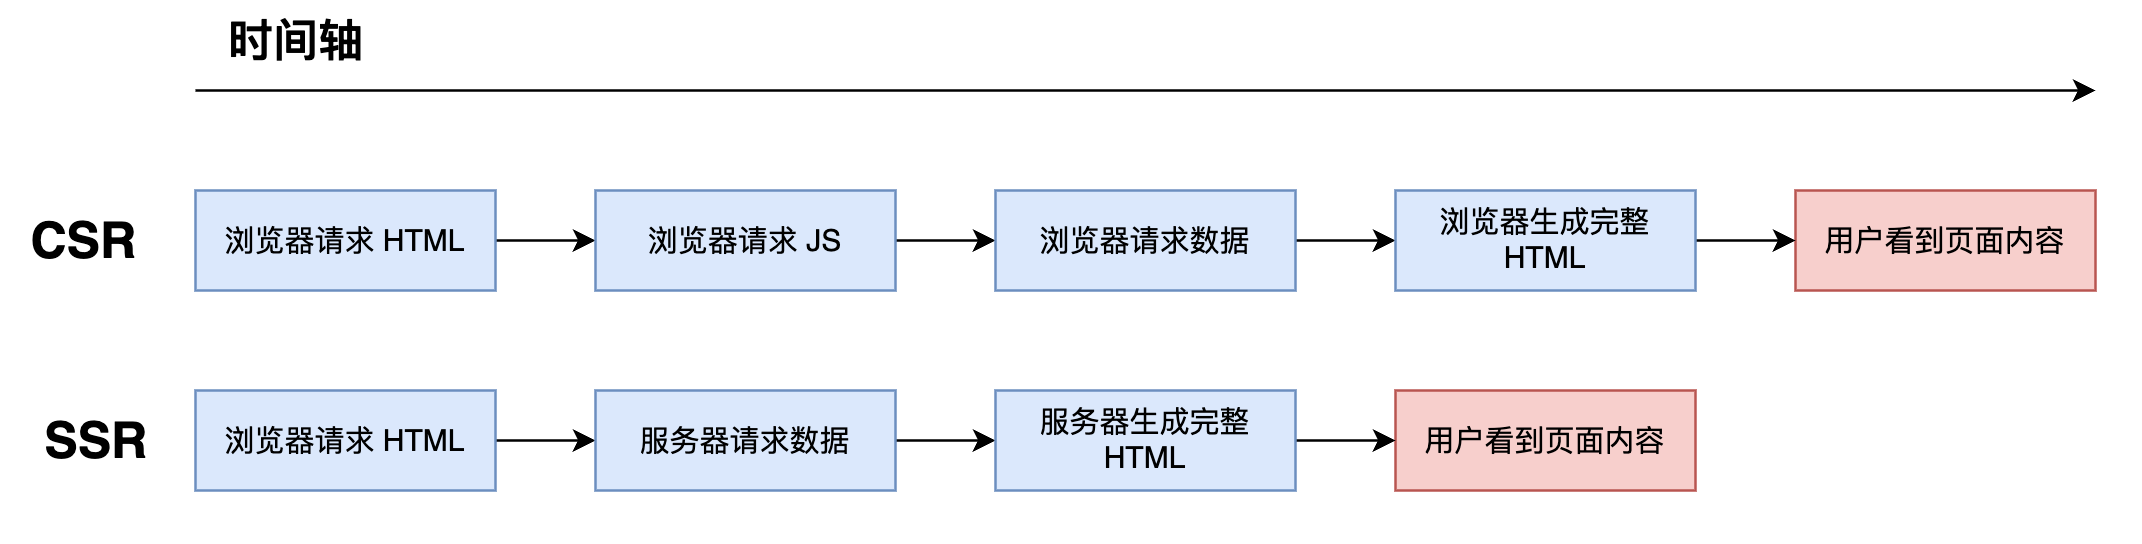 时间轴
CSR
浏览器请求 HTML
浏览器请求 JS
浏览器请求数据
浏览器生成完整
HTML
用户看到页面内容
SSR
浏览器请求 HTML
服务器请求数据
服务器生成完整
HTML
用户看到页面内容